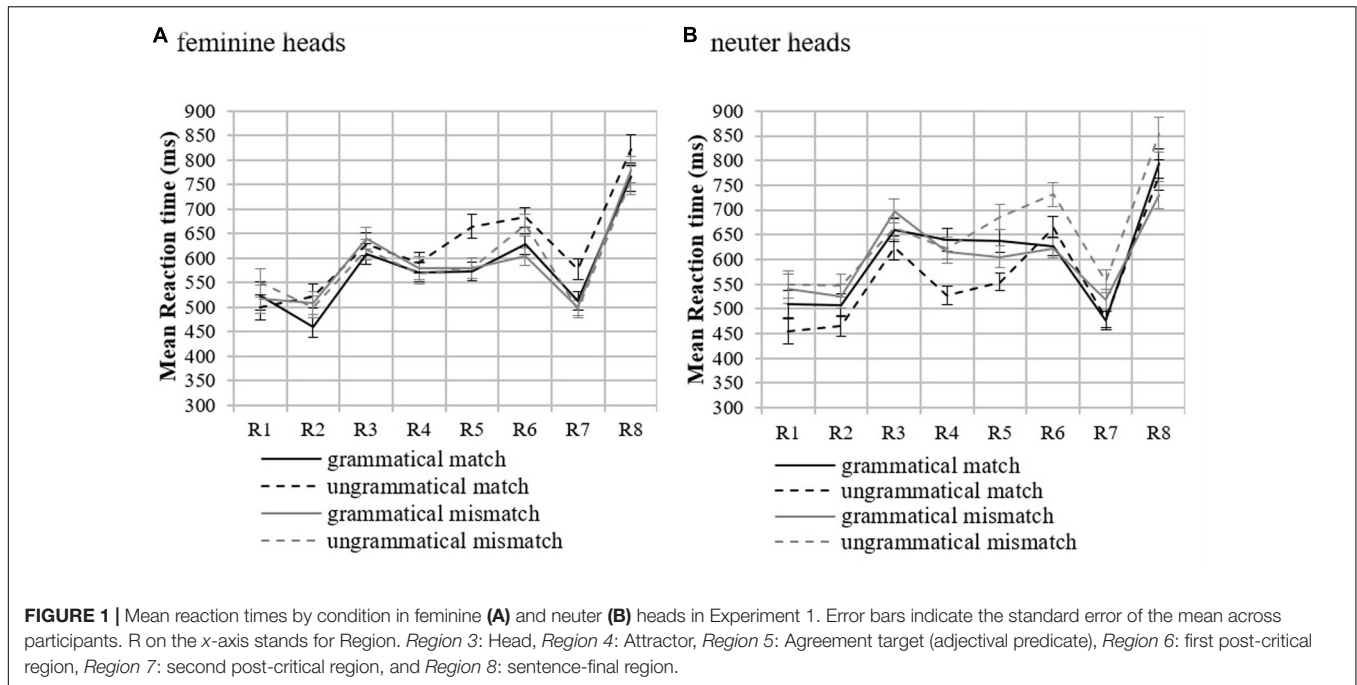 A feminine heads
Mean Reaction time (ms)
900
850
800
750
700
650
600
550
500
450
400
350
300
R1 R2 R3 R4 R5 R6 R7 R8
grammatical match
ungrammatical match
grammatical mismatch
ungrammatical mismatch
B neuter heads
Mean Reaction time (ms)
900
850
800
750
700
650
600
550
500
450
400
350
300
R1 R2 R3 R4 R5 R6 R7 R8
grammatical match
ungrammatical match
grammatical mismatch
ungrammatical mismatch
FIGURE 1 | Mean reaction times by condition in feminine (A) and neuter (B) heads in Experiment 1. Error bars indicate the standard error of the mean across
participants. R on the x-axis stands for Region. Region 3: Head, Region 4: Attractor, Region 5: Agreement target (adjectival predicate), Region 6: first post-critical
region, Region 7: second post-critical region, and Region 8: sentence-final region.